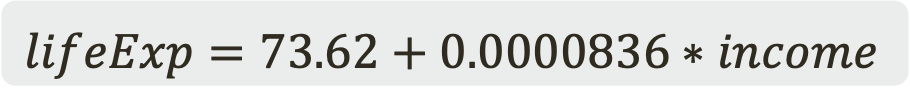 lifeExp = 73.62 + 0.0000836 * income